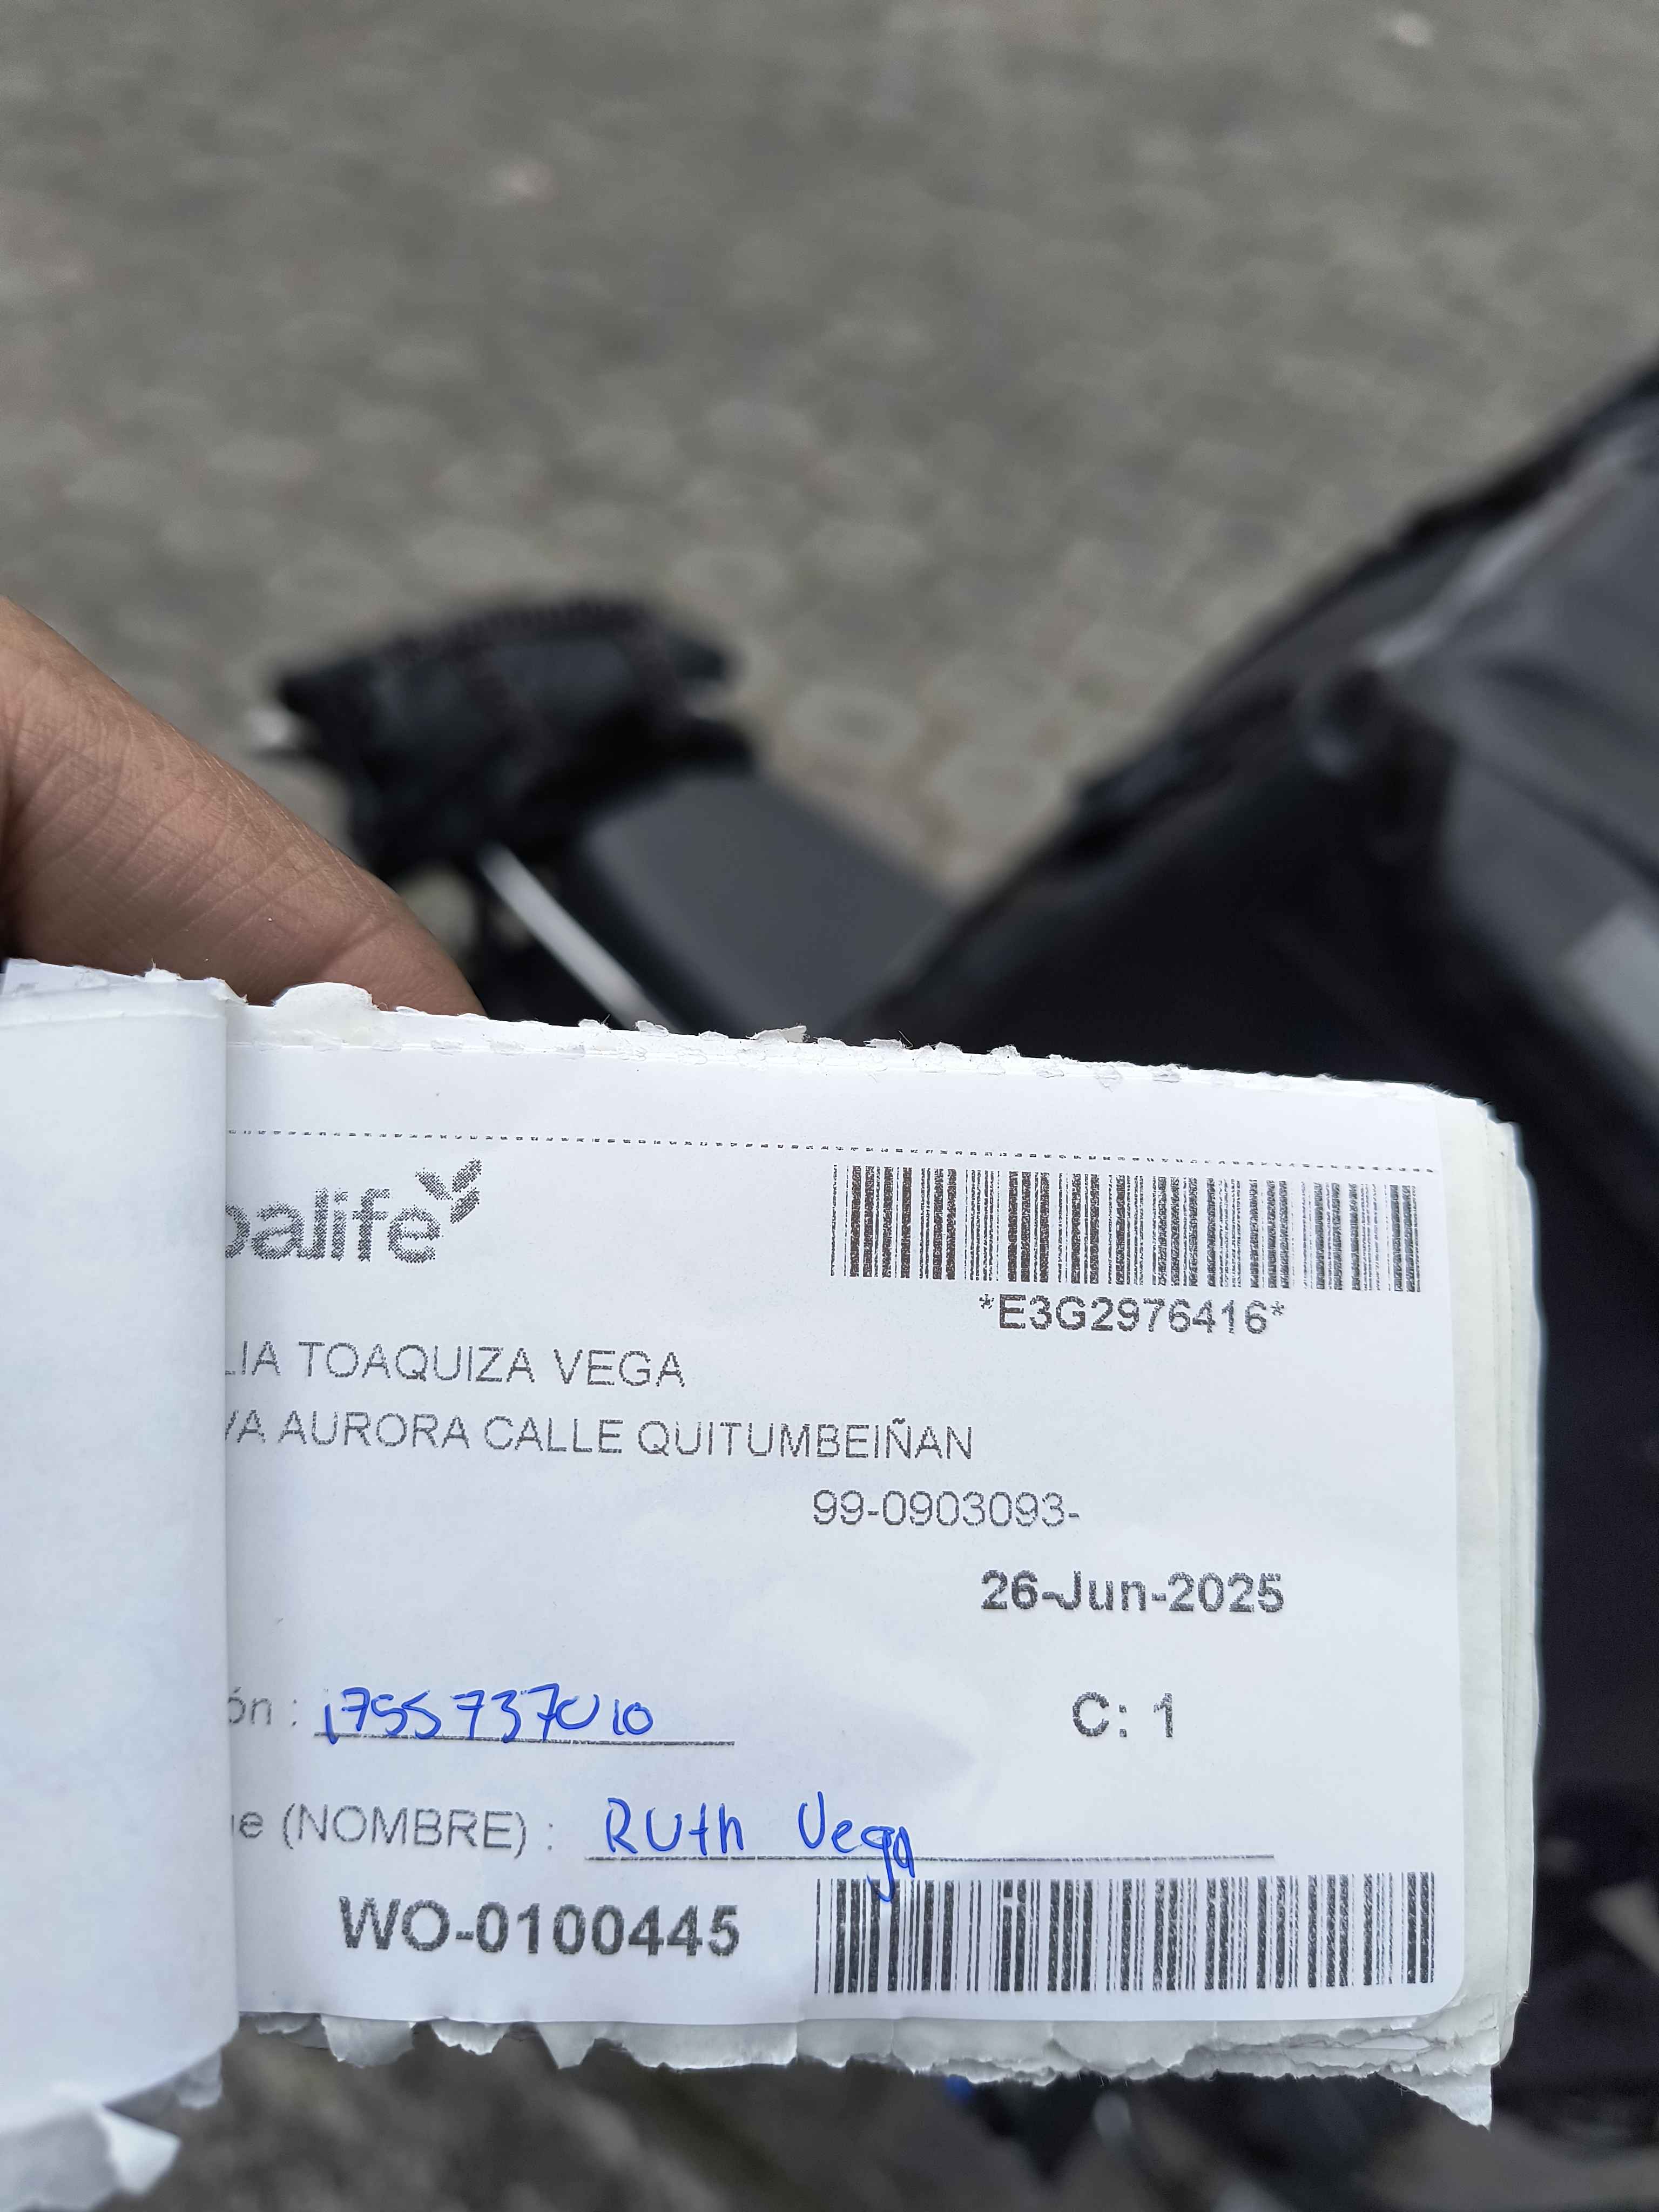 balife
*E3G2976416*
LIA TOAQUIZA VEGA
VA AURORA CALLE QUITUMBEIÑAN
99-0903093-
26-Jun-2025
ón : 1755737010
C: 1
ue (NOMBRE) : Ruth Vega
WO-0100445